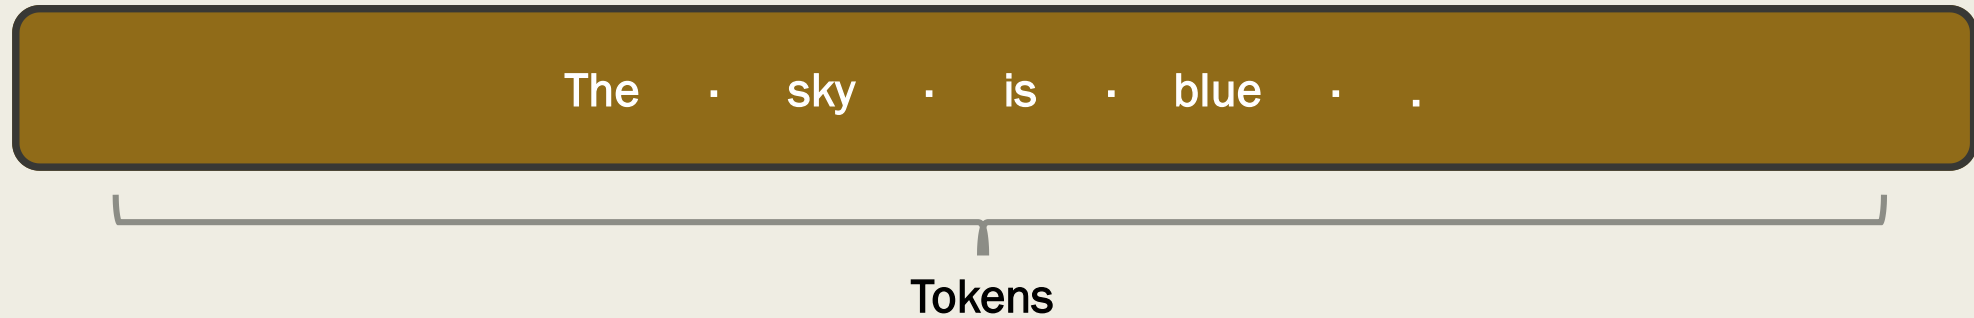 The · sky · is · blue · .
Tokens